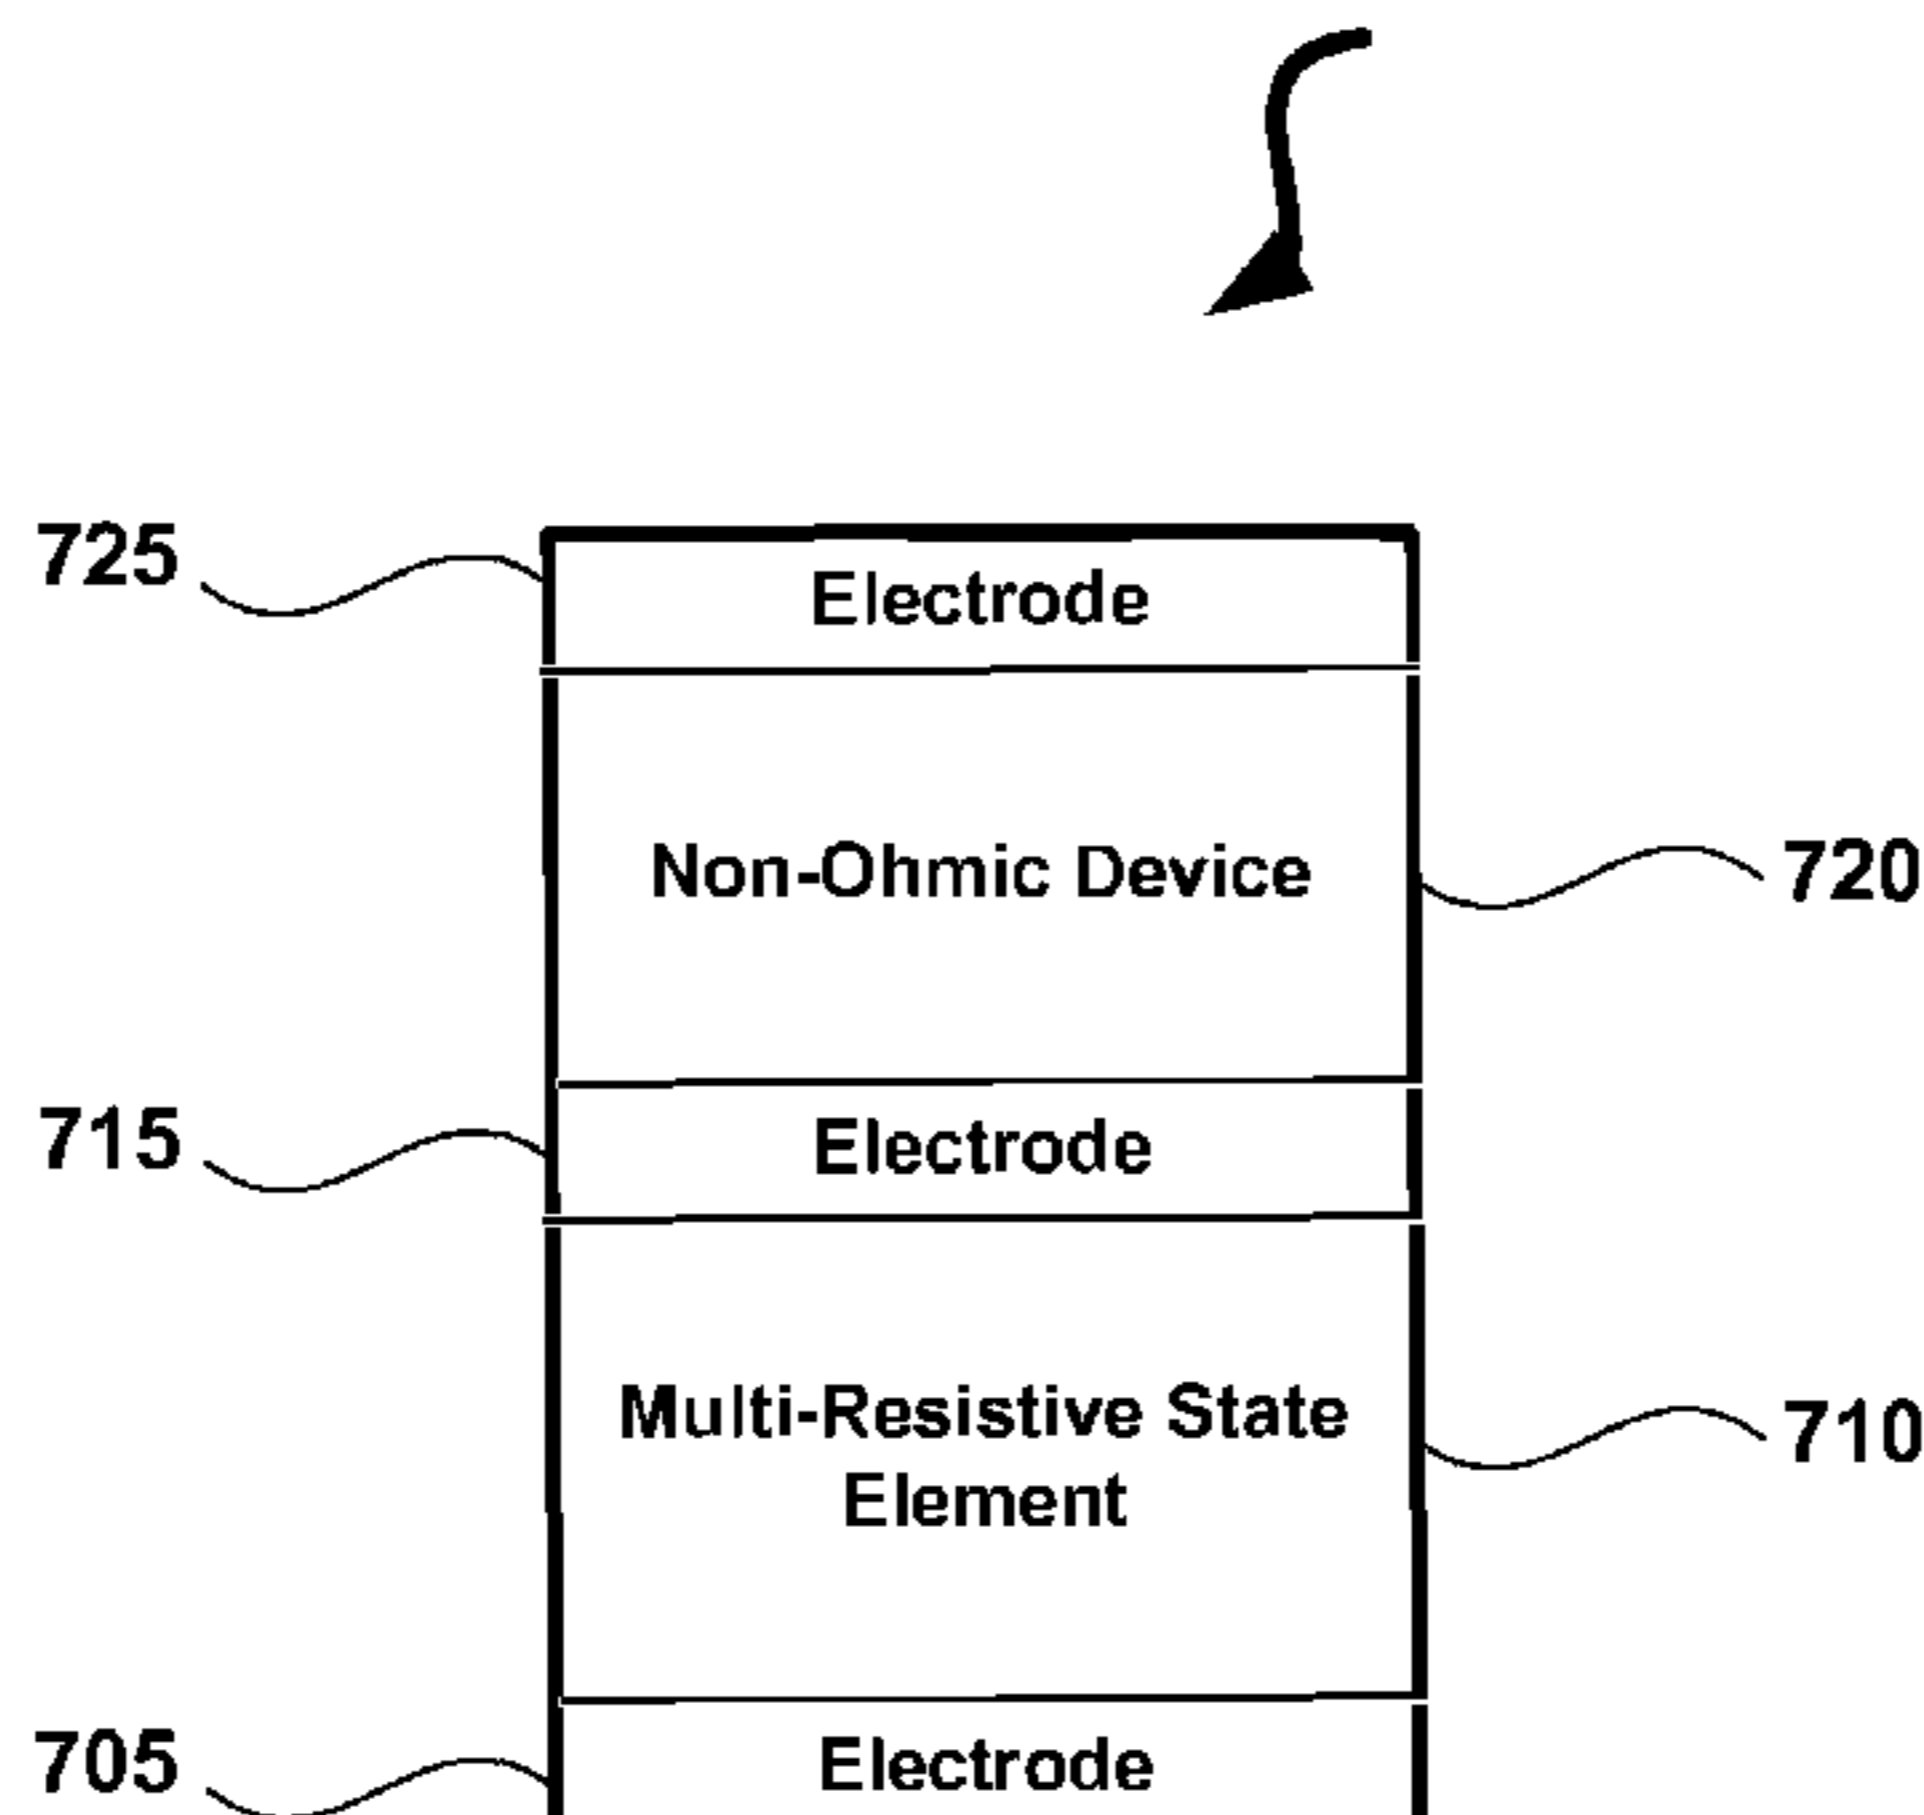 725
Electrode
Non-Ohmic Device
720
715
Electrode
Multi-Resistive State
Element
710
705
Electrode